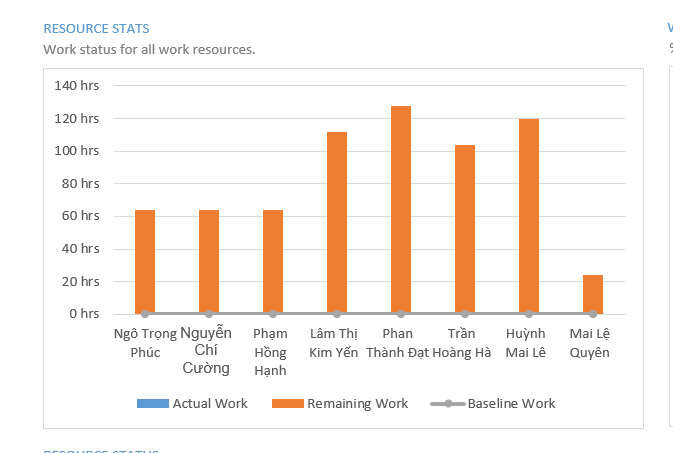 RESOURCE STATS
Work status for all work resources.
140 hrs
120 hrs
100 hrs
80 hrs
60 hrs
40 hrs
20 hrs
0 hrs
Ngô Trọng Phúc
Nguyễn Chí Cường
Phạm Hồng Hạnh
Lâm Thị Kim Yến
Phan Thành Đạt
Trần Hoàng Hà
Huỳnh Mai Lê
Mai Lệ Quyên
Actual Work
Remaining Work
Baseline Work